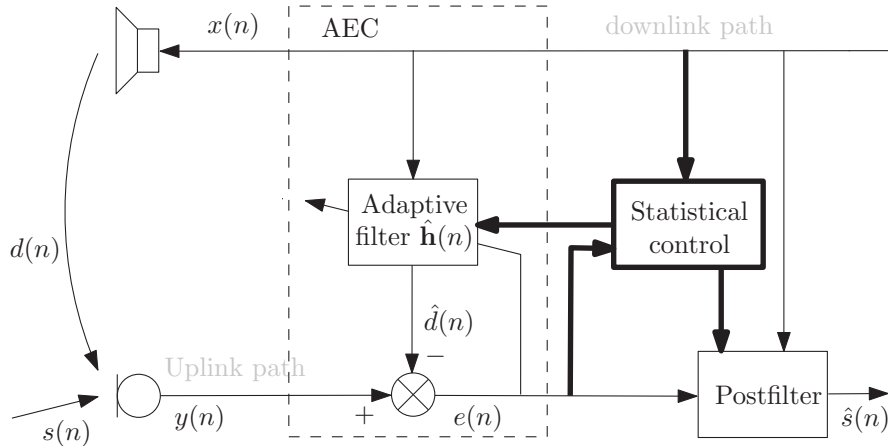 x(n)
AEC
downlink path
Adaptive
filter ĥ(n)
Statistical
control
d(n)
d̂(n)
−
Uplink path
Postfilter
s(n)
y(n)
+
e(n)
ŝ(n)